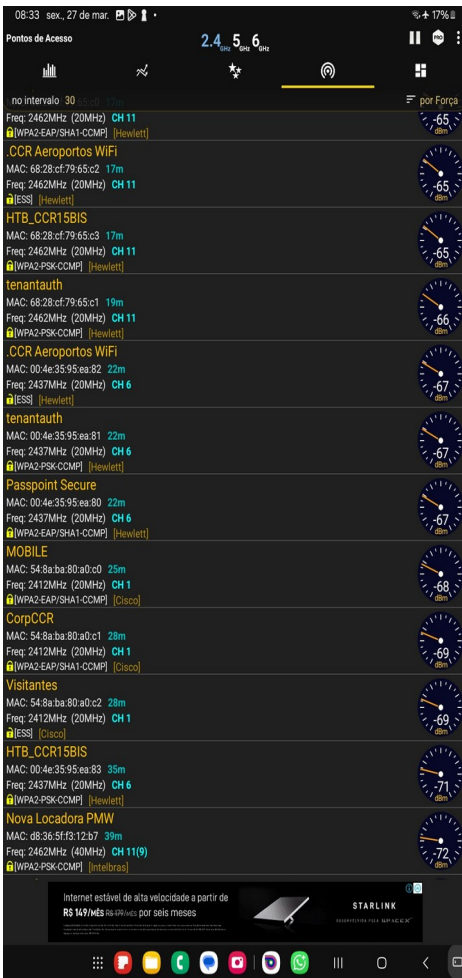 08:33 sex., 27 de mar.
17%
Pontos de Acesso
2.4GHz 5GHz 6GHz
PRO
no intervalo 30
por Força
Freq: 2462MHz (20MHz) CH 11
[WPA2-EAP/SHA1-CCMP] [Hewlett]
-65 dBm
.CCR Aeroportos WiFi
MAC: 68:28:cf:79:65:c2 17m
Freq: 2462MHz (20MHz) CH 11
[ESS] [Hewlett]
-65 dBm
HTB_CCR15BIS
MAC: 68:28:cf:79:65:c3 17m
Freq: 2462MHz (20MHz) CH 11
[WPA2-PSK-CCMP] [Hewlett]
-65 dBm
tenantauth
MAC: 68:28:cf:79:65:c1 19m
Freq: 2462MHz (20MHz) CH 11
[WPA2-PSK-CCMP] [Hewlett]
-66 dBm
.CCR Aeroportos WiFi
MAC: 00:4e:35:95:ea:82 22m
Freq: 2437MHz (20MHz) CH 6
[ESS] [Hewlett]
-67 dBm
tenantauth
MAC: 00:4e:35:95:ea:81 22m
Freq: 2437MHz (20MHz) CH 6
[WPA2-PSK-CCMP] [Hewlett]
-67 dBm
Passpoint Secure
MAC: 00:4e:35:95:ea:80 22m
Freq: 2437MHz (20MHz) CH 6
[WPA2-EAP/SHA1-CCMP] [Hewlett]
-67 dBm
MOBILE
MAC: 54:8a:ba:80:a0:c0 25m
Freq: 2412MHz (20MHz) CH 1
[WPA2-EAP/SHA1-CCMP] [Cisco]
-68 dBm
CorpCCR
MAC: 54:8a:ba:80:a0:c1 28m
Freq: 2412MHz (20MHz) CH 1
[WPA2-EAP/SHA1-CCMP] [Cisco]
-69 dBm
Visitantes
MAC: 54:8a:ba:80:a0:c2 28m
Freq: 2412MHz (20MHz) CH 1
[ESS] [Cisco]
-69 dBm
HTB_CCR15BIS
MAC: 00:4e:35:95:ea:83 35m
Freq: 2437MHz (20MHz) CH 6
[WPA2-PSK-CCMP] [Hewlett]
-71 dBm
Nova Locadora PMW
MAC: d8:36:5f:f3:12:b7 39m
Freq: 2462MHz (40MHz) CH 11(9)
[WPA2-PSK-CCMP] [Intelbras]
-72 dBm
Internet estável de alta velocidade a partir de
R$ 149/MÊS R$ 179/MÊS por seis meses
STARLINK
DESENVOLVIDA PELA SPACEX